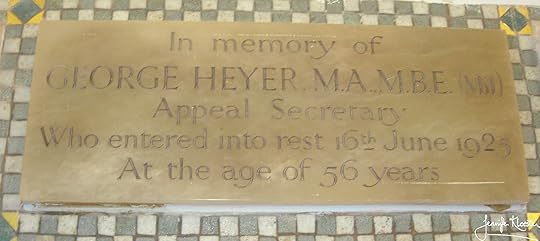 In memory of
GEORGE HEYER. M.A., M.B.E. (Mil)
Appeal Secretary
Who entered into rest 16th June 1925
At the age of 56 years